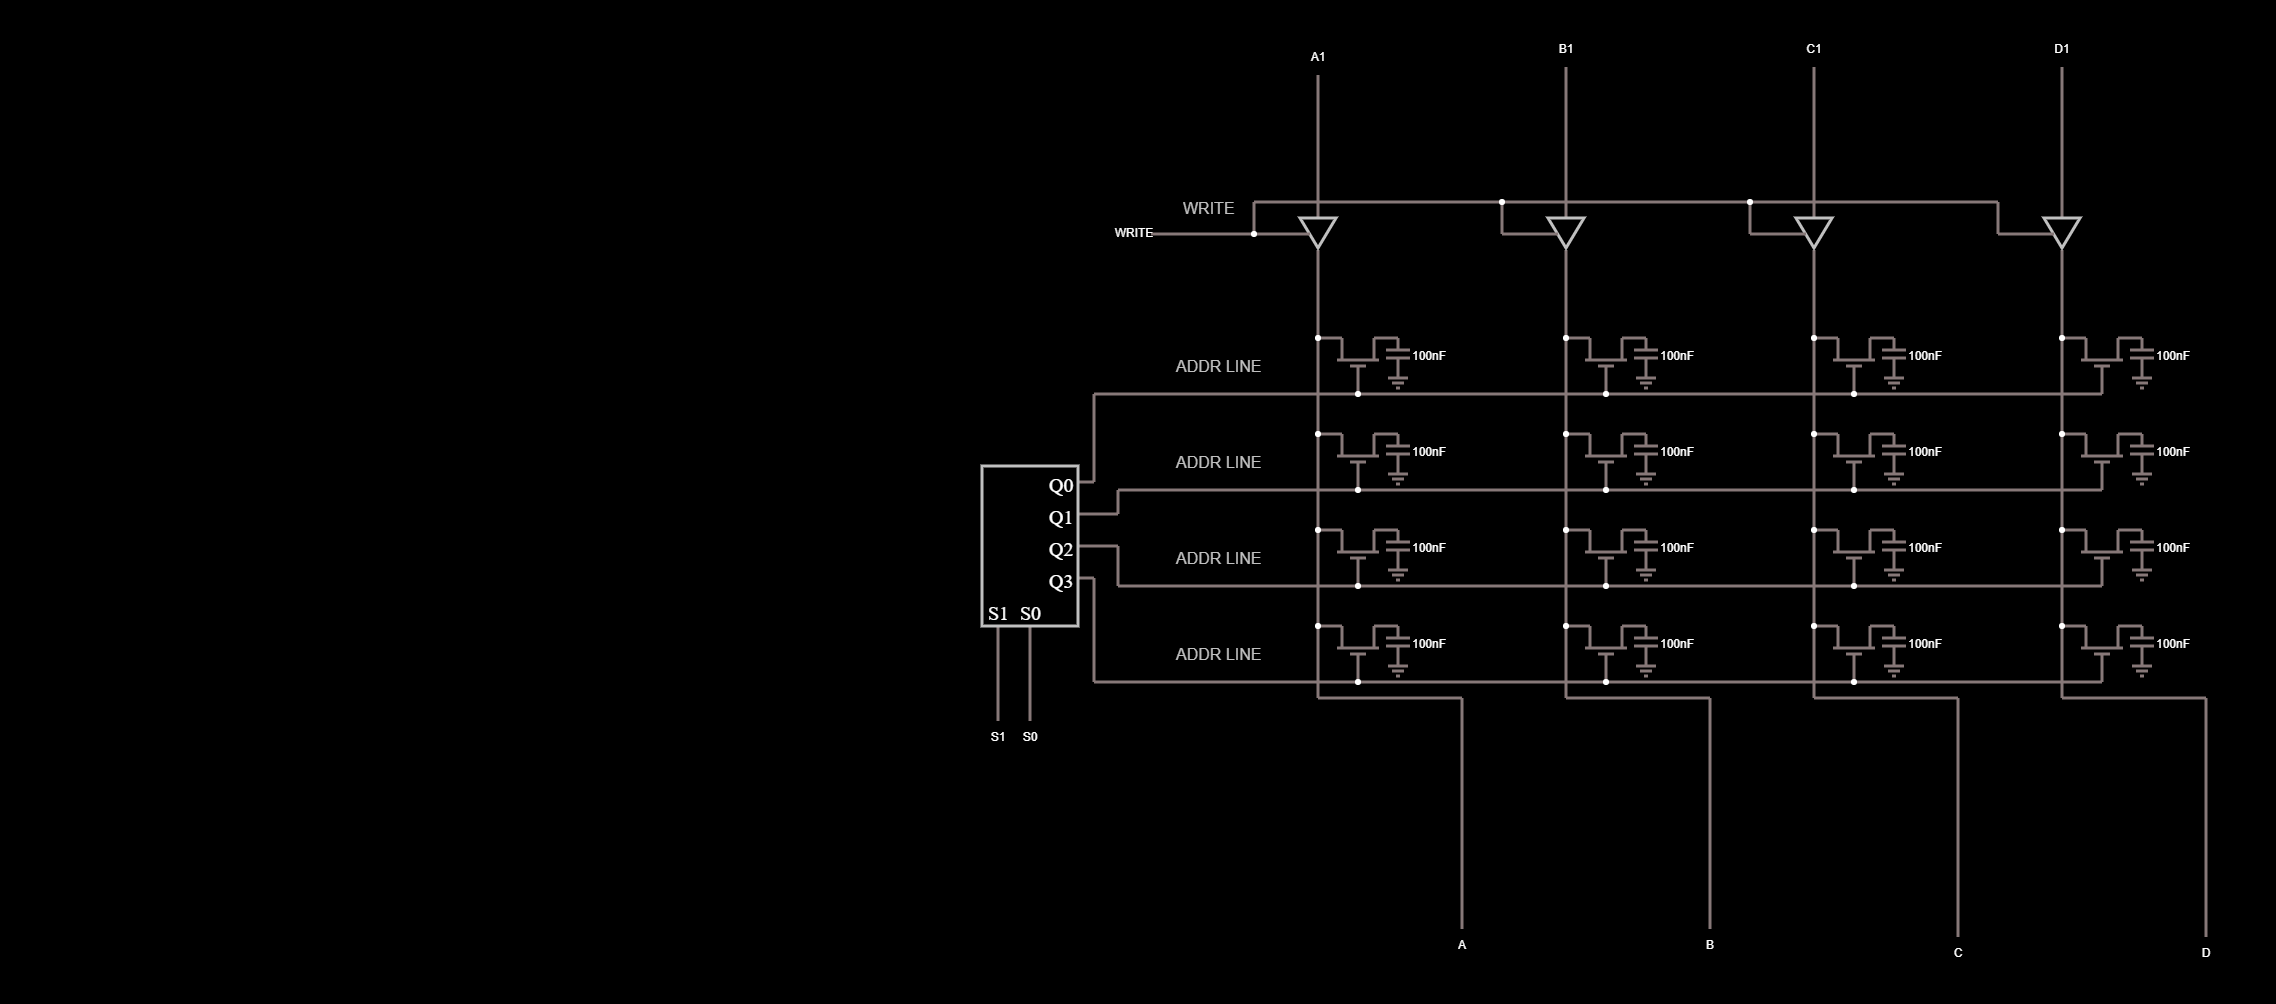 A1 B1 C1 D1
WRITE
WRITE
100nF 100nF 100nF 100nF
ADDR LINE
100nF 100nF 100nF 100nF
ADDR LINE
Q0
Q1
Q2
100nF 100nF 100nF 100nF
ADDR LINE
Q3
S1 S0
100nF 100nF 100nF 100nF
ADDR LINE
S1 S0
A B C D